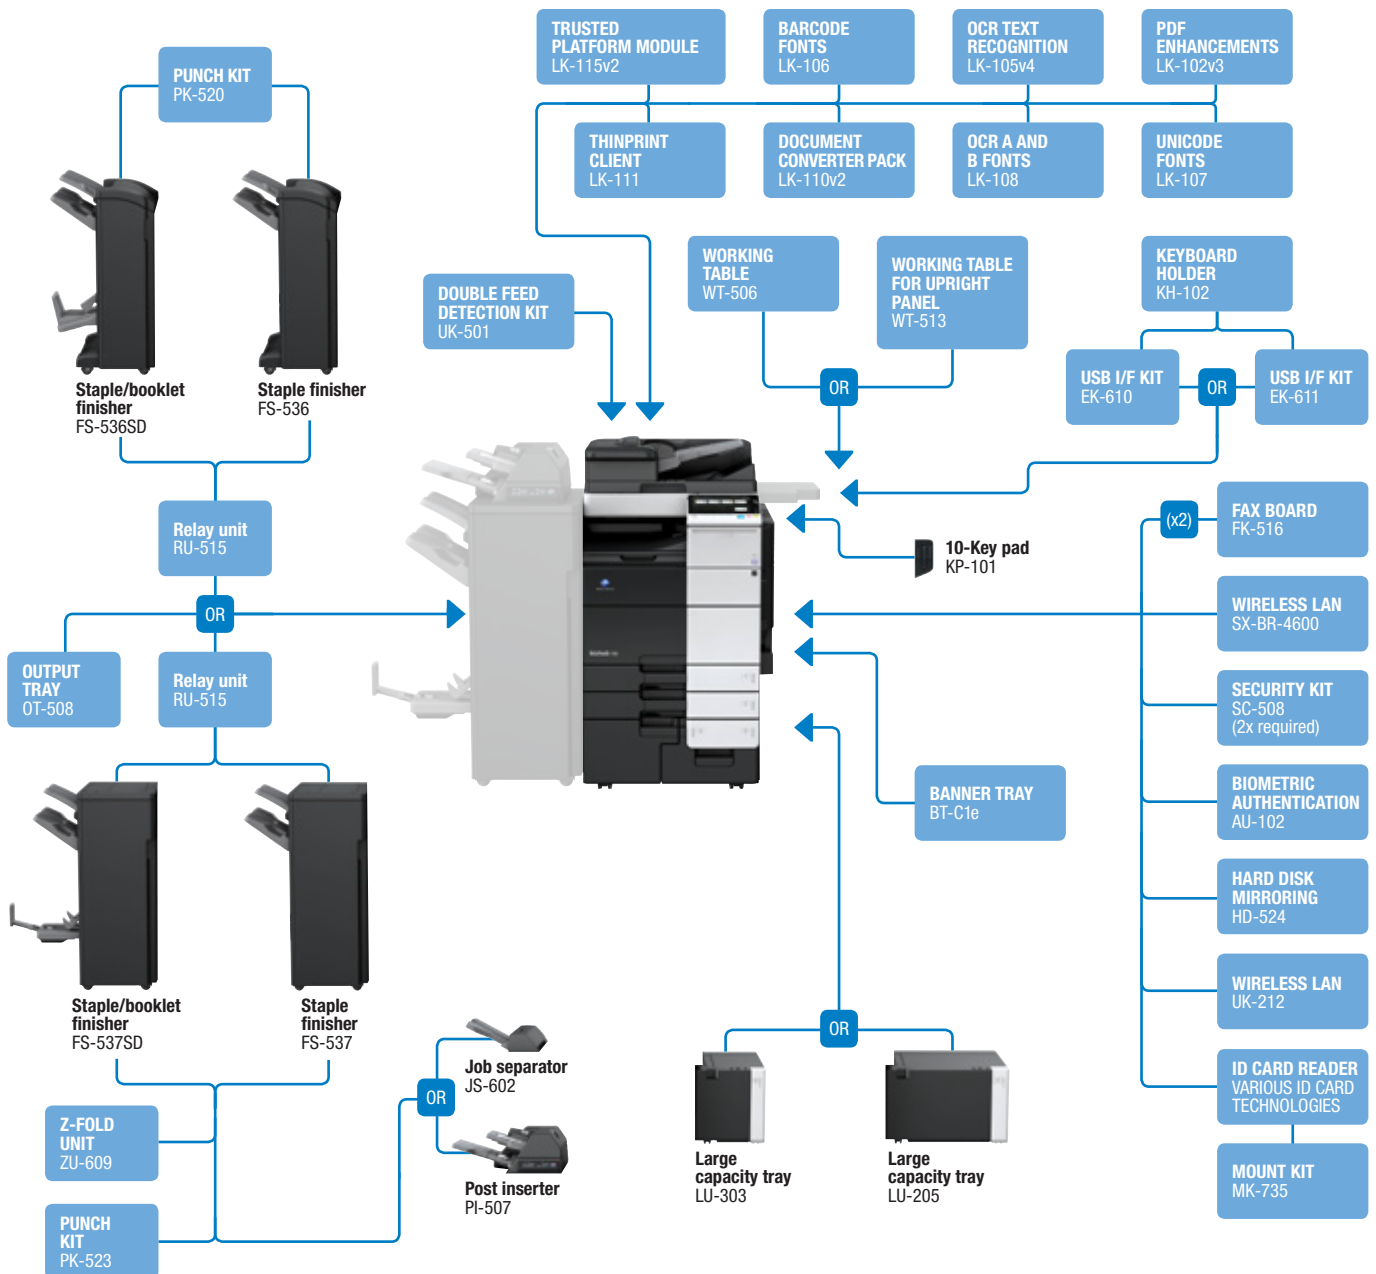 TRUSTED
PLATFORM MODULE
LK-115v2
BARCODE
FONTS
LK-106
OCR TEXT
RECOGNITION
LK-105v4
PDF
ENHANCEMENTS
LK-102v3
PUNCH KIT
PK-520
THINPRINT
CLIENT
LK-111
DOCUMENT
CONVERTER PACK
LK-110v2
OCR A AND
B FONTS
LK-108
UNICODE
FONTS
LK-107
WORKING
TABLE
WT-506
WORKING TABLE
FOR UPRIGHT
PANEL
WT-513
KEYBOARD
HOLDER
KH-102
DOUBLE FEED
DETECTION KIT
UK-501
OR
USB I/F KIT
EK-610
OR
USB I/F KIT
EK-611
Staple/booklet
finisher
FS-536SD
Staple finisher
FS-536
Relay unit
RU-515
(x2)
FAX BOARD
FK-516
10-Key pad
KP-101
OR
WIRELESS LAN
SX-BR-4600
OUTPUT
TRAY
OT-508
Relay unit
RU-515
SECURITY KIT
SC-508
(2x required)
BANNER TRAY
BT-C1e
BIOMETRIC
AUTHENTICATION
AU-102
HARD DISK
MIRRORING
HD-524
WIRELESS LAN
UK-212
Staple/booklet
finisher
FS-537SD
Staple
finisher
FS-537
OR
Job separator
JS-602
OR
Post inserter
PI-507
Large
capacity tray
LU-303
Large
capacity tray
LU-205
ID CARD READER
VARIOUS ID CARD
TECHNOLOGIES
MOUNT KIT
MK-735
Z-FOLD
UNIT
ZU-609
PUNCH
KIT
PK-523